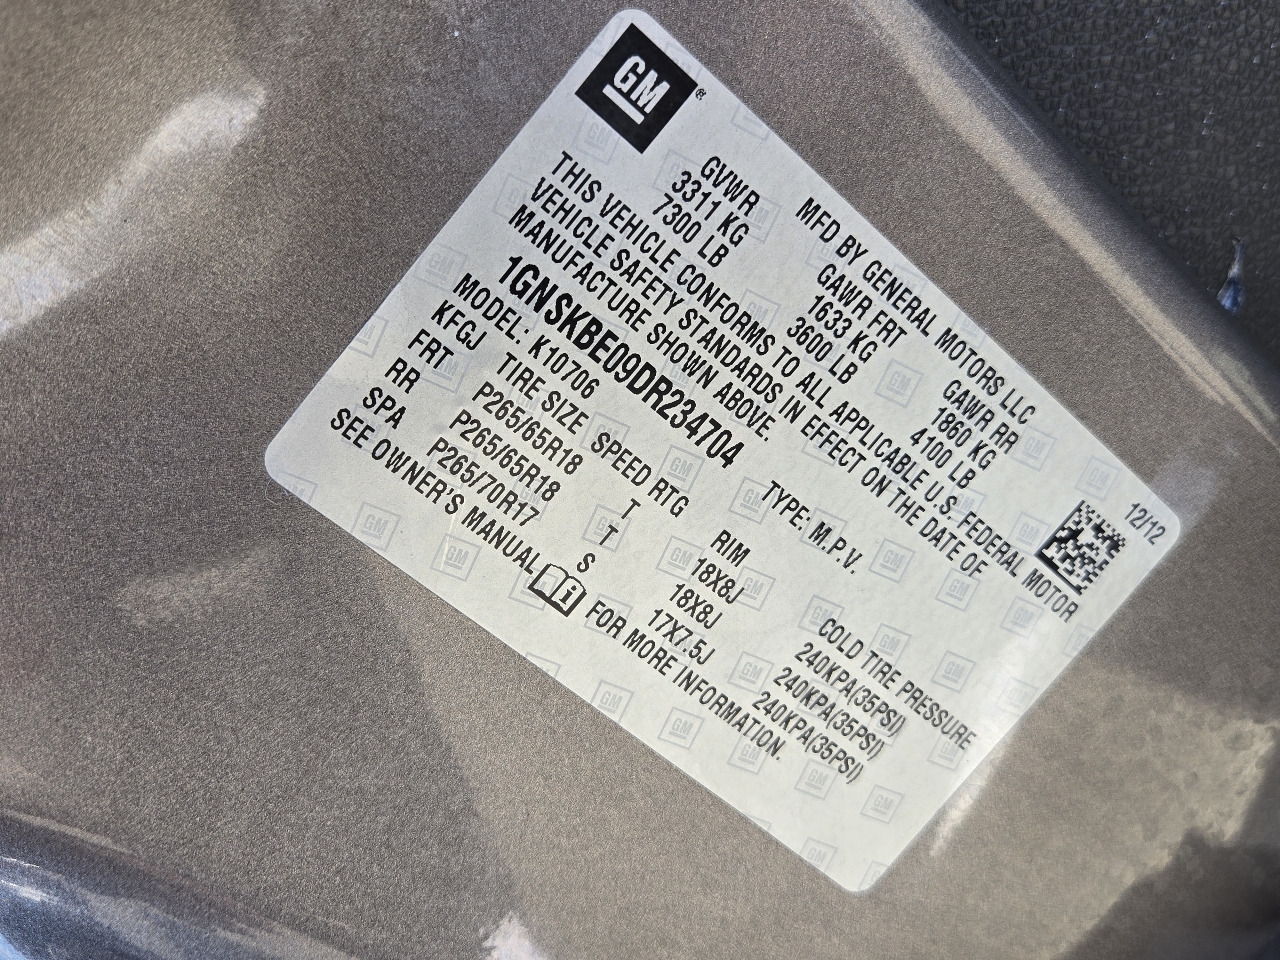 GM
MFD BY GENERAL MOTORS LLC 12/12
GVWR GAWR FRT GAWR RR
3311 KG 1633 KG 1860 KG
7300 LB 3600 LB 4100 LB
THIS VEHICLE CONFORMS TO ALL APPLICABLE U.S. FEDERAL MOTOR
VEHICLE SAFETY STANDARDS IN EFFECT ON THE DATE OF
MANUFACTURE SHOWN ABOVE.
1GNSKBE09DR234704 TYPE: M.P.V.
MODEL: K10706
KFGJ TIRE SIZE SPEED RTG RIM COLD TIRE PRESSURE
FRT P265/65R18 T 18X8J 240KPA(35PSI)
RR P265/65R18 T 18X8J 240KPA(35PSI)
SPA P265/70R17 S 17X7.5J 240KPA(35PSI)
SEE OWNER'S MANUAL i FOR MORE INFORMATION.